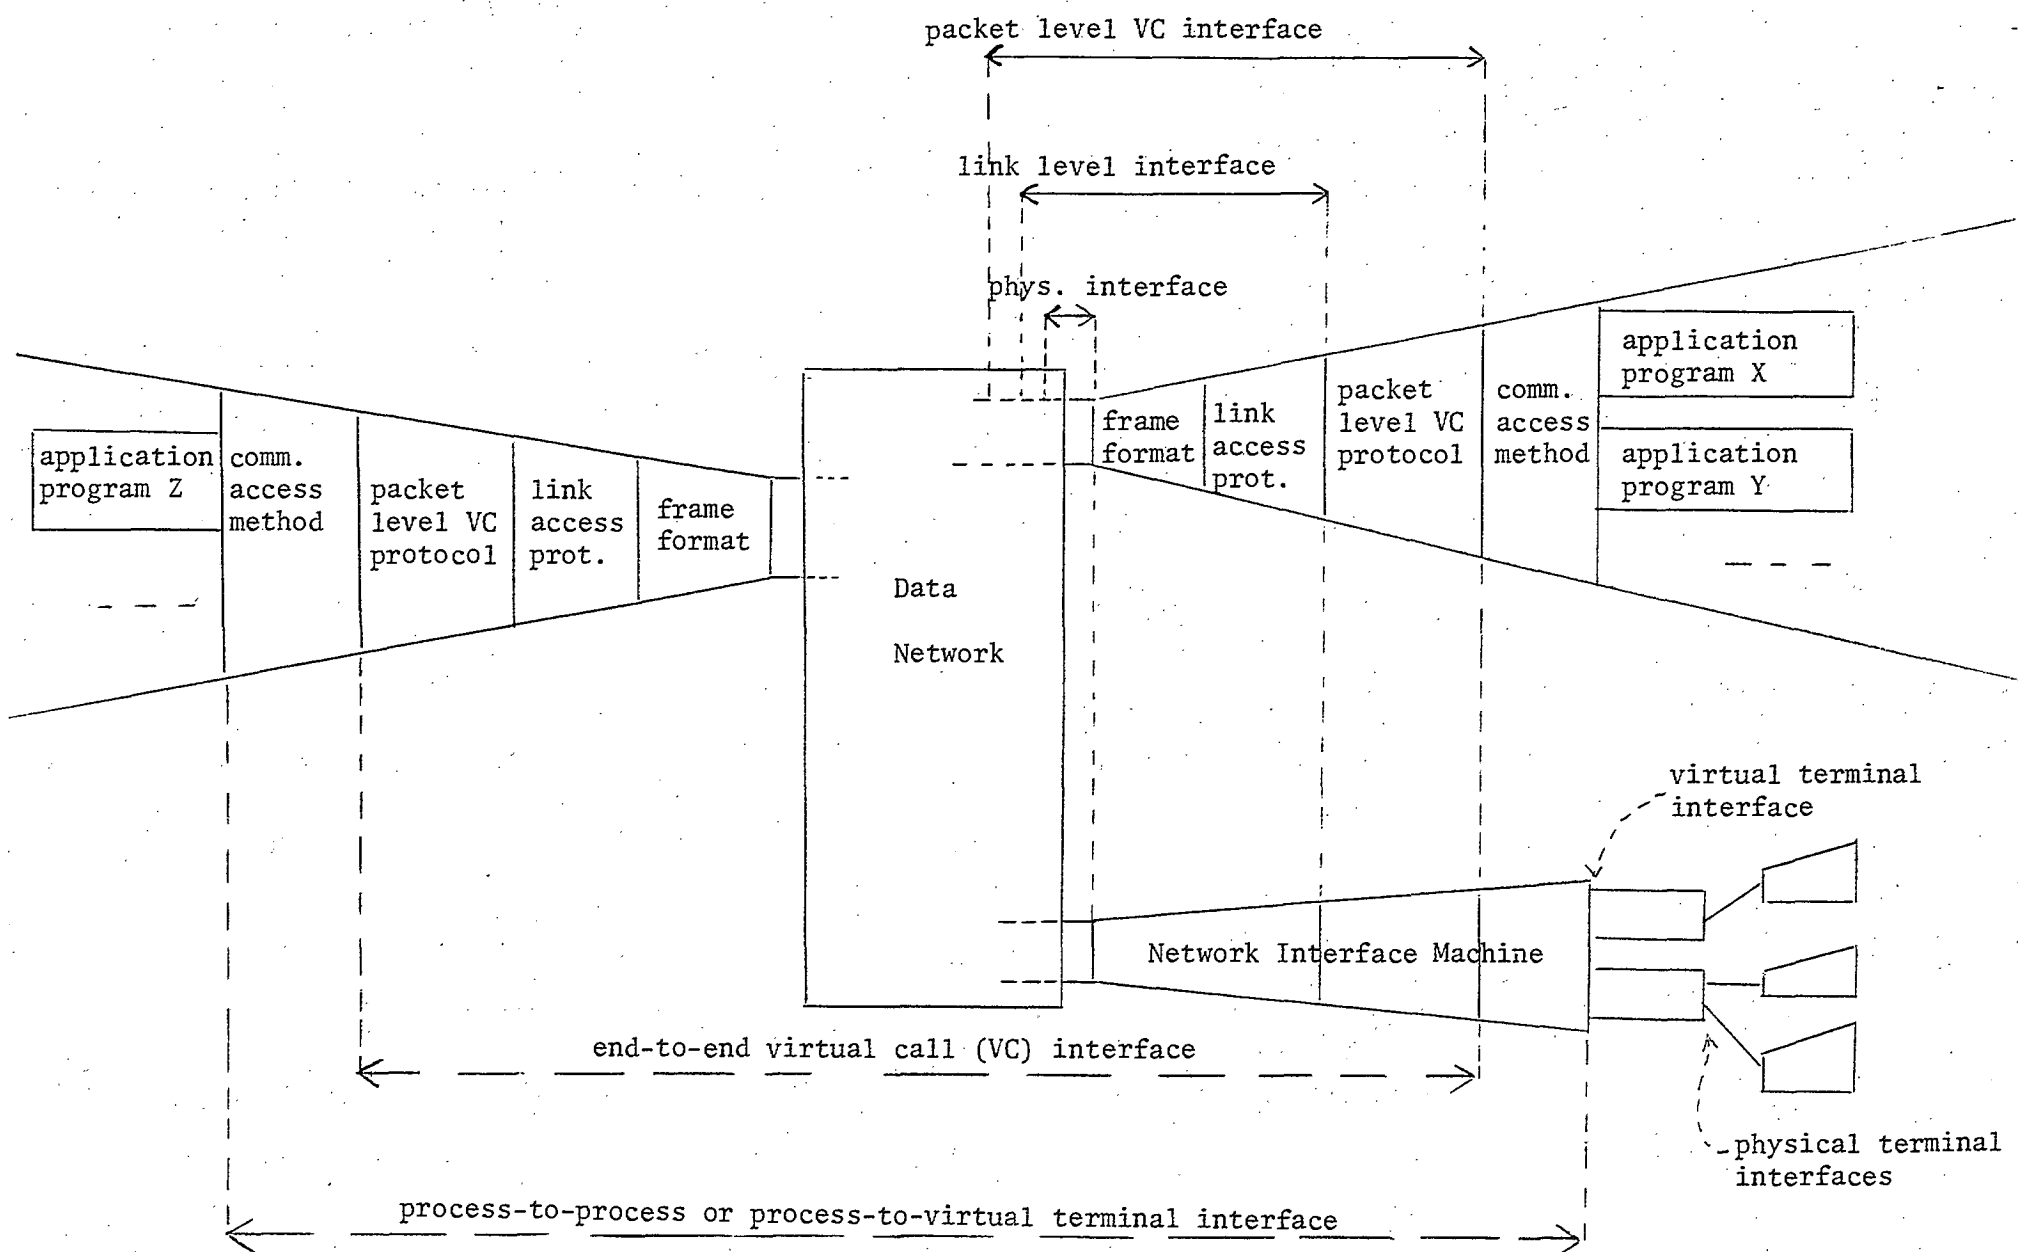 packet level VC interface
link level interface
phys. interface
application
program Z
comm.
access
method
packet
level VC
protocol
link
access
prot.
frame
format
Data
Network
frame
format
link
access
prot.
packet
level VC
protocol
comm.
access
method
application
program X
application
program Y
virtual terminal
interface
Network Interface Machine
end-to-end virtual call (VC) interface
physical terminal
interfaces
process-to-process or process-to-virtual terminal interface